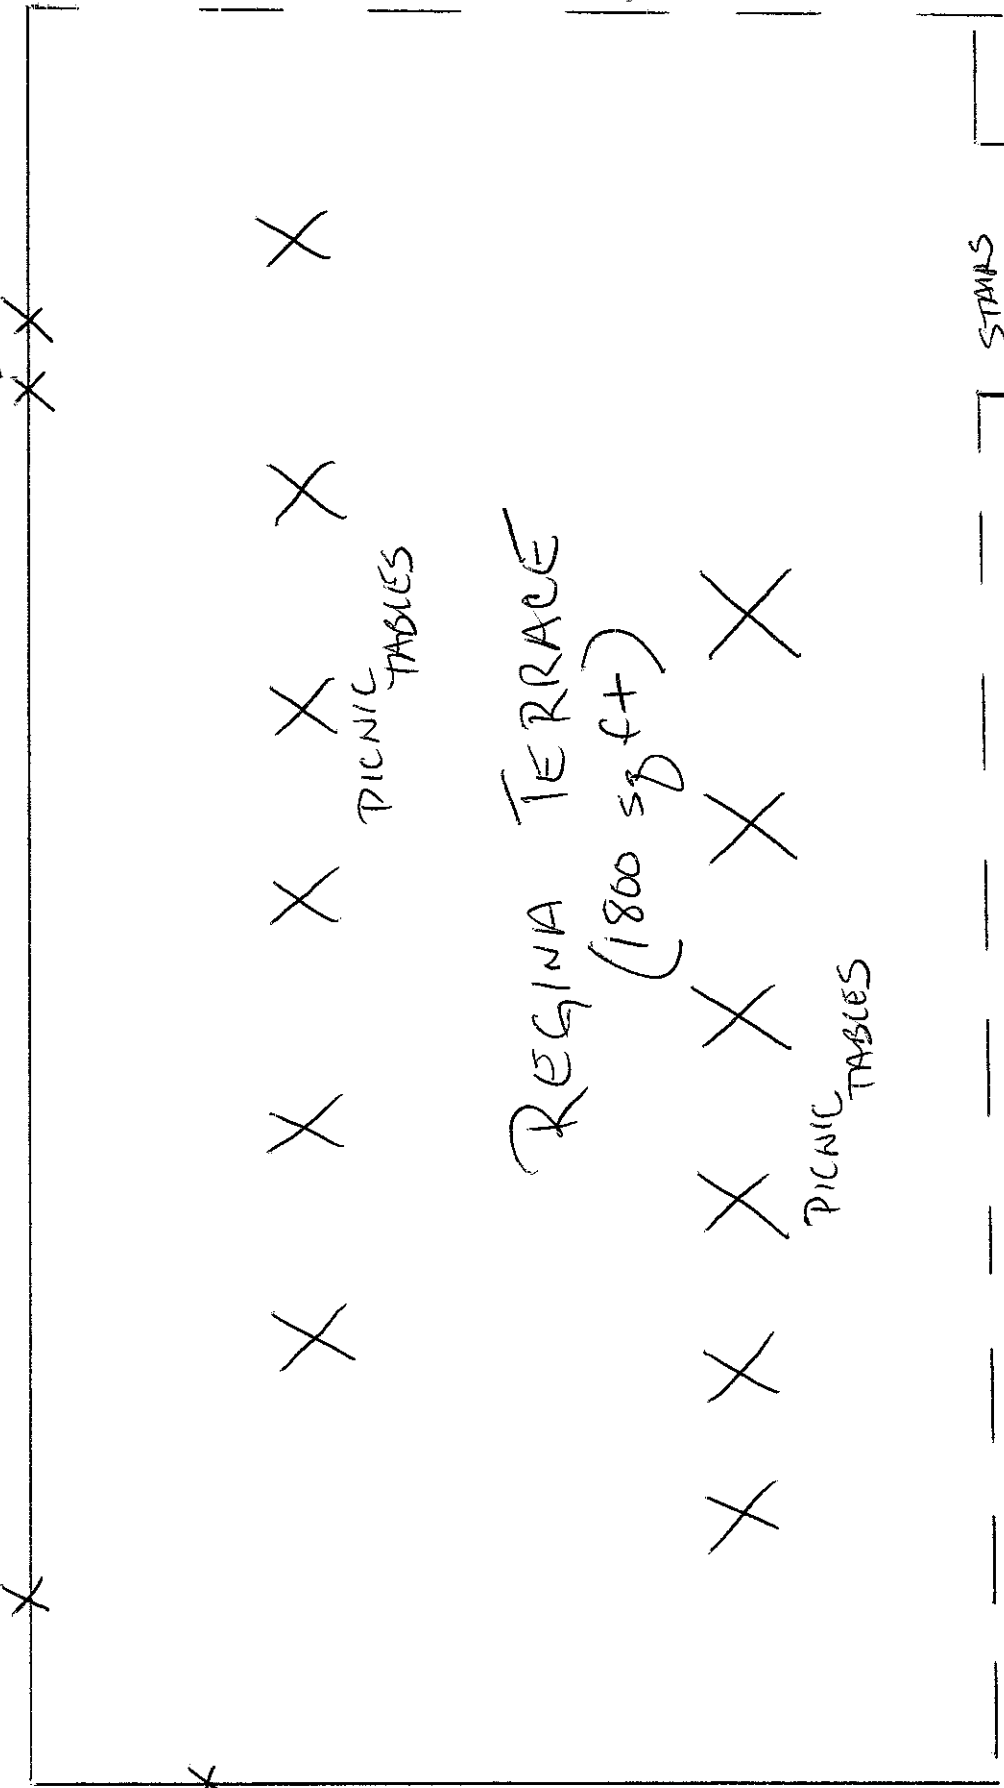 PICNIC
TABLES
REGINA TERRACE
(1800 sq ft)
PICNIC
TABLES
STAIRS